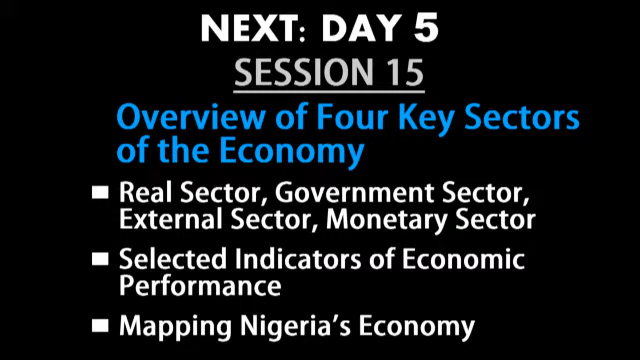 NEXT: DAY 5
SESSION 15
Overview of Four Key Sectors
of the Economy
Real Sector, Government Sector,
External Sector, Monetary Sector
Selected Indicators of Economic
Performance
Mapping Nigeria's Economy